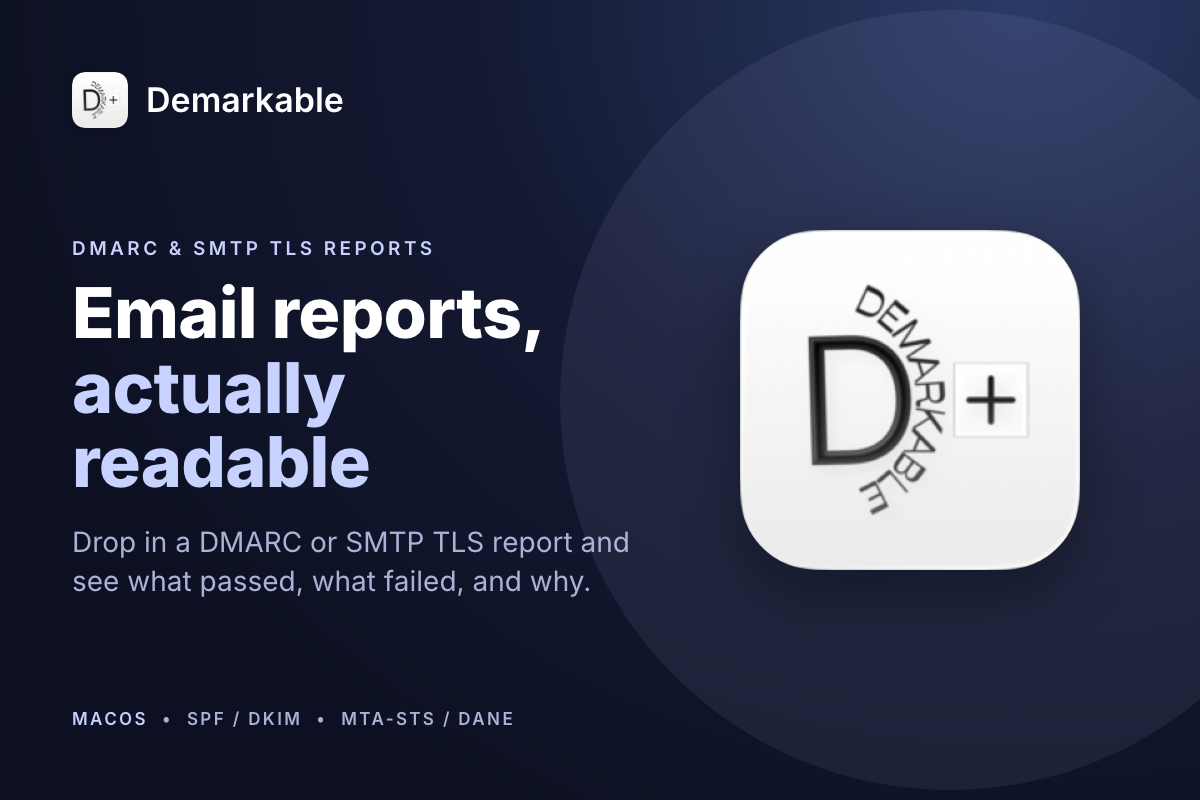 Demarkable
DMARC & SMTP TLS REPORTS
Email reports,
actually
readable
Drop in a DMARC or SMTP TLS report and
see what passed, what failed, and why.
MACOS • SPF / DKIM • MTA-STS / DANE
D DEMARKABLE +
D DEMARKABLE +